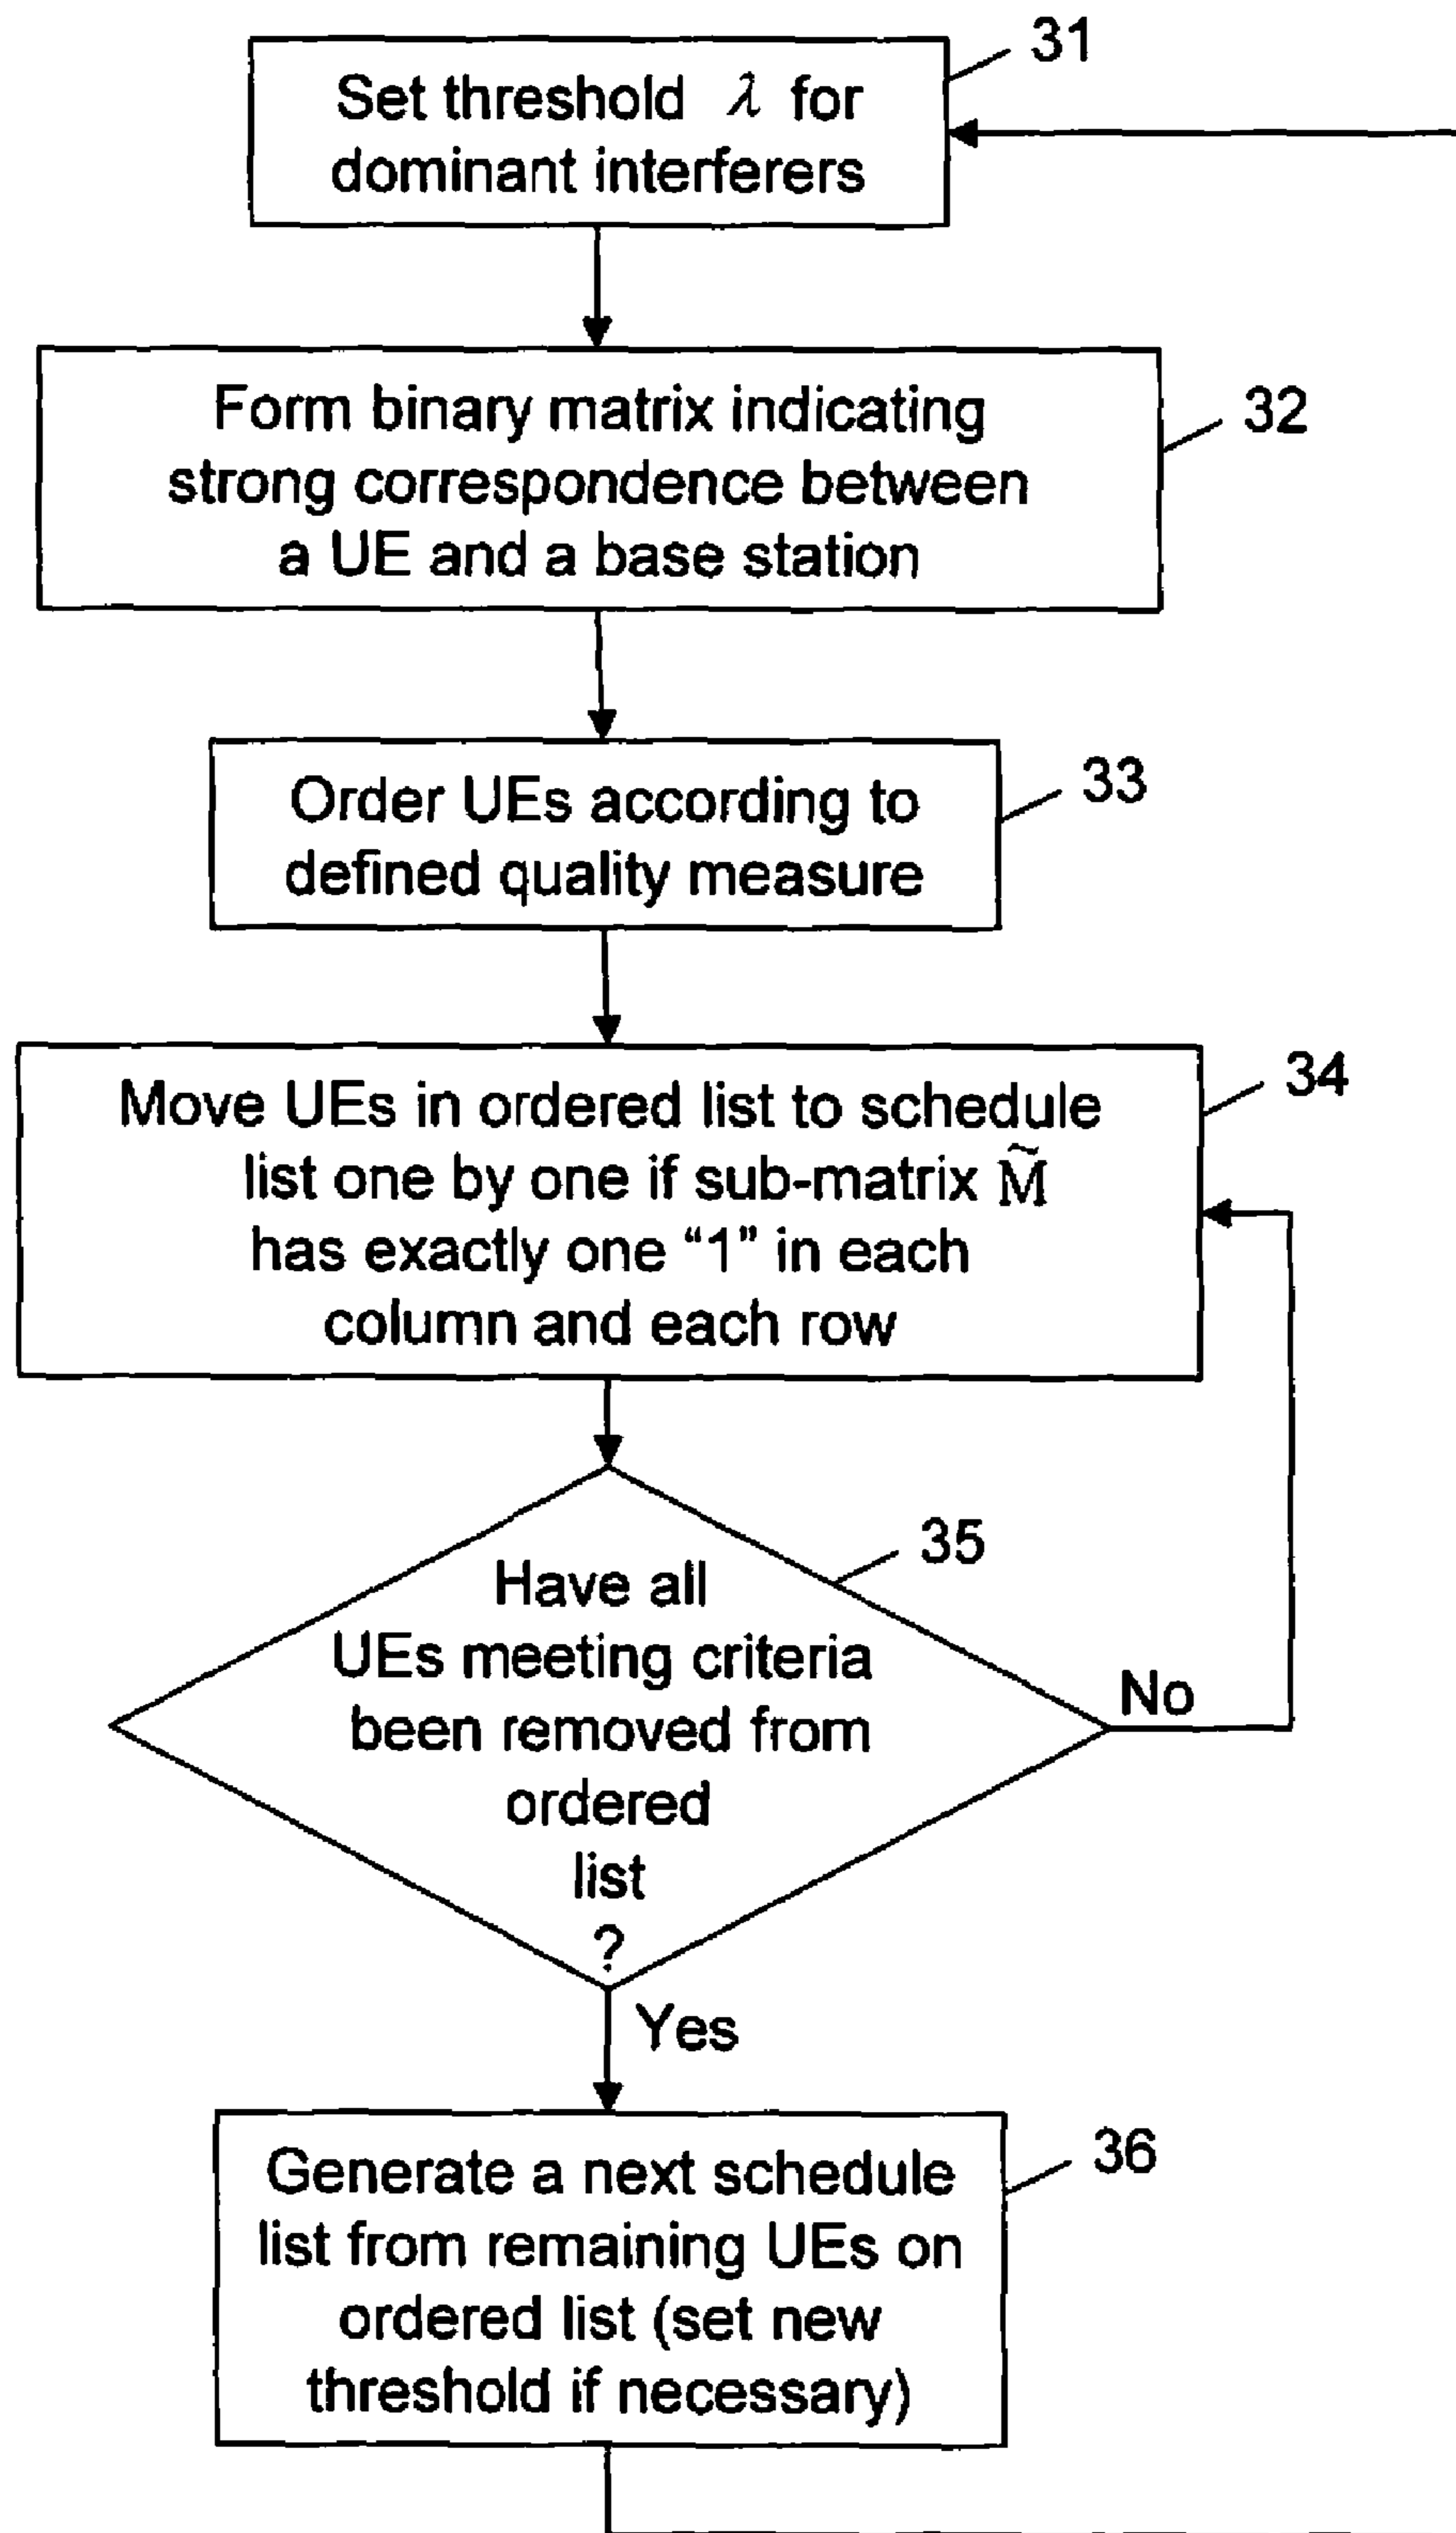 31
Set threshold λ for
dominant interferers
Form binary matrix indicating
strong correspondence between
a UE and a base station
32
Order UEs according to
defined quality measure
33
Move UEs in ordered list to schedule
list one by one if sub-matrix M̃
has exactly one “1” in each
column and each row
34
Have all
UEs meeting criteria
been removed from
ordered
list
?
35
No
Yes
Generate a next schedule
list from remaining UEs on
ordered list (set new
threshold if necessary)
36